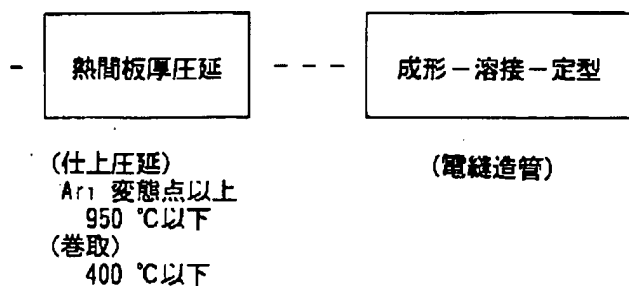 熱間板厚圧延
成形－溶接－定型
(仕上圧延)
Ar₁ 変態点以上
950 ℃以下
(巻取)
400 ℃以下
(電縫造管)